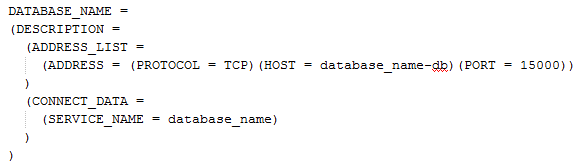 DATABASE_NAME =
(DESCRIPTION =
(ADDRESS_LIST =
(ADDRESS = (PROTOCOL = TCP)(HOST = database_name-db)(PORT = 15000))
)
(CONNECT_DATA =
(SERVICE_NAME = database_name)
)
)